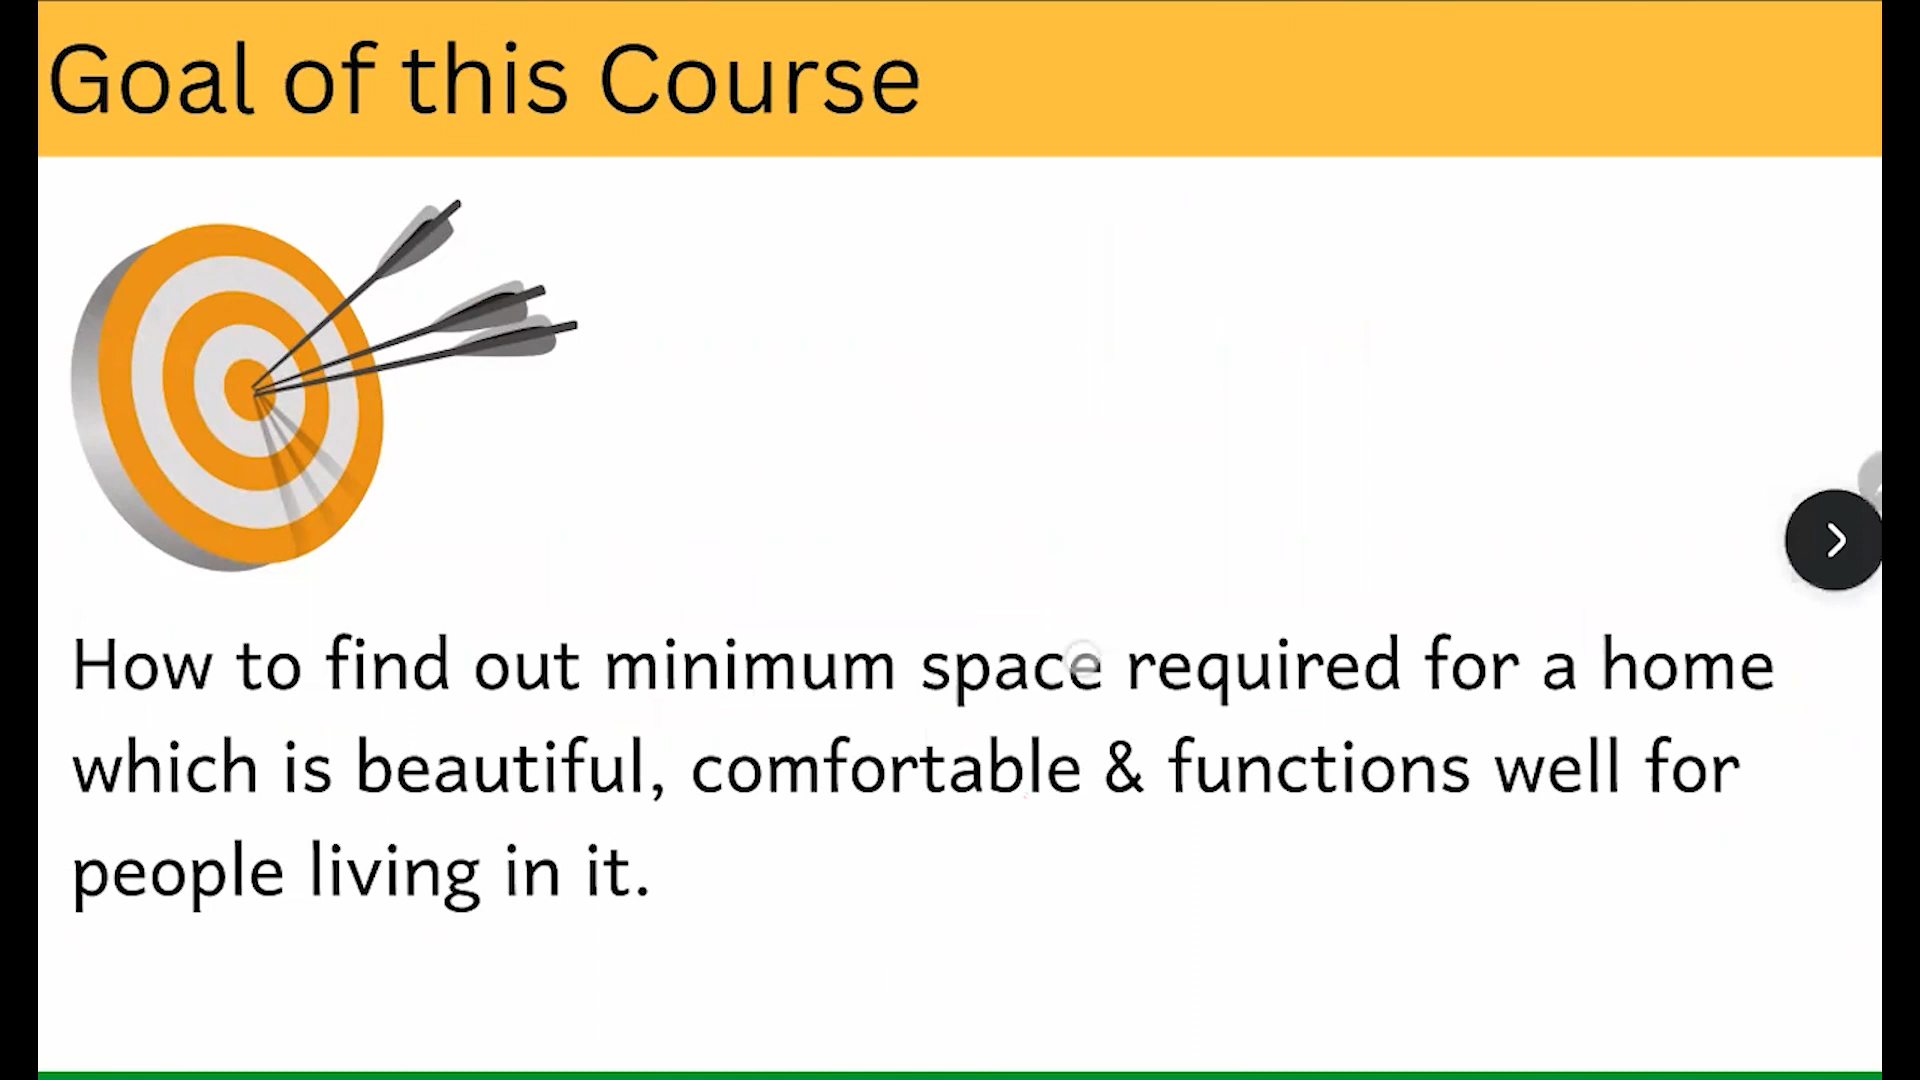 Goal of this Course
How to find out minimum space required for a home
which is beautiful, comfortable & functions well for
people living in it.